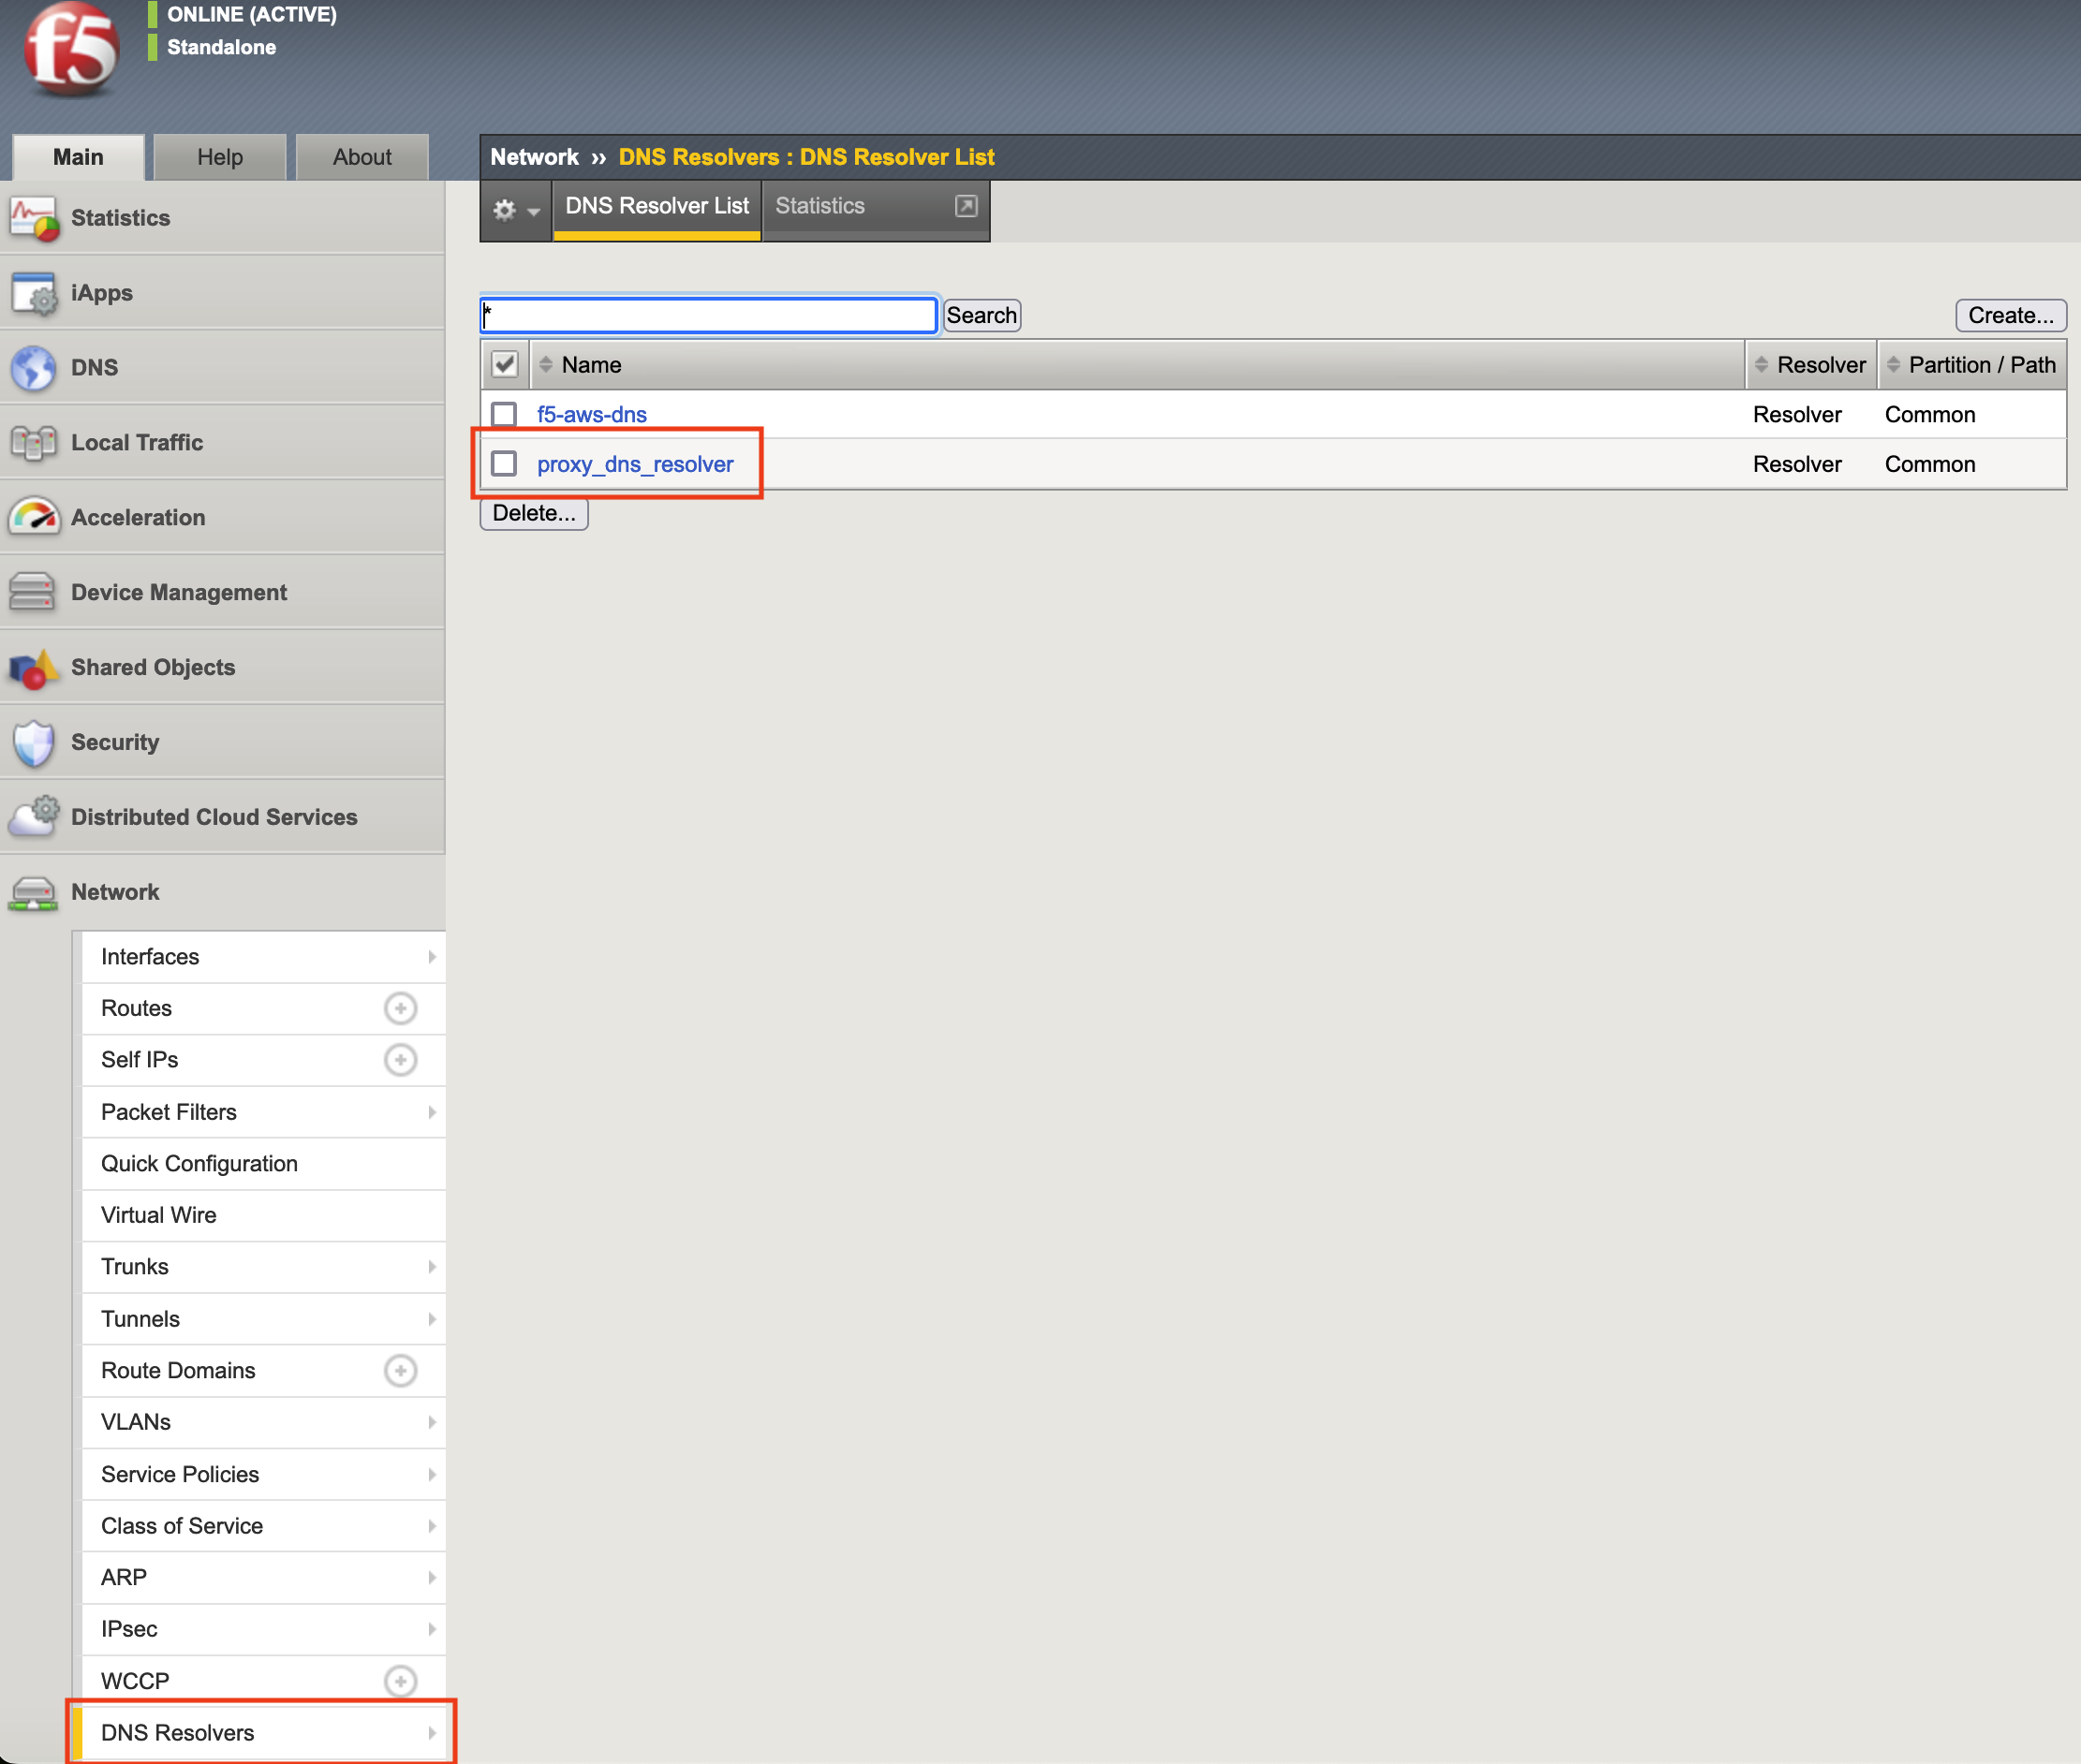 f5
ONLINE (ACTIVE)
Standalone
Main
Help
About
Network ›› DNS Resolvers : DNS Resolver List
DNS Resolver List
Statistics
Statistics
iApps
DNS
Local Traffic
Acceleration
Device Management
Shared Objects
Security
Distributed Cloud Services
Network
Interfaces
Routes
Self IPs
Packet Filters
Quick Configuration
Virtual Wire
Trunks
Tunnels
Route Domains
VLANs
Service Policies
Class of Service
ARP
IPsec
WCCP
DNS Resolvers
*
Search
Create...
Name Resolver Partition / Path
f5-aws-dns Resolver Common
proxy_dns_resolver Resolver Common
Delete...